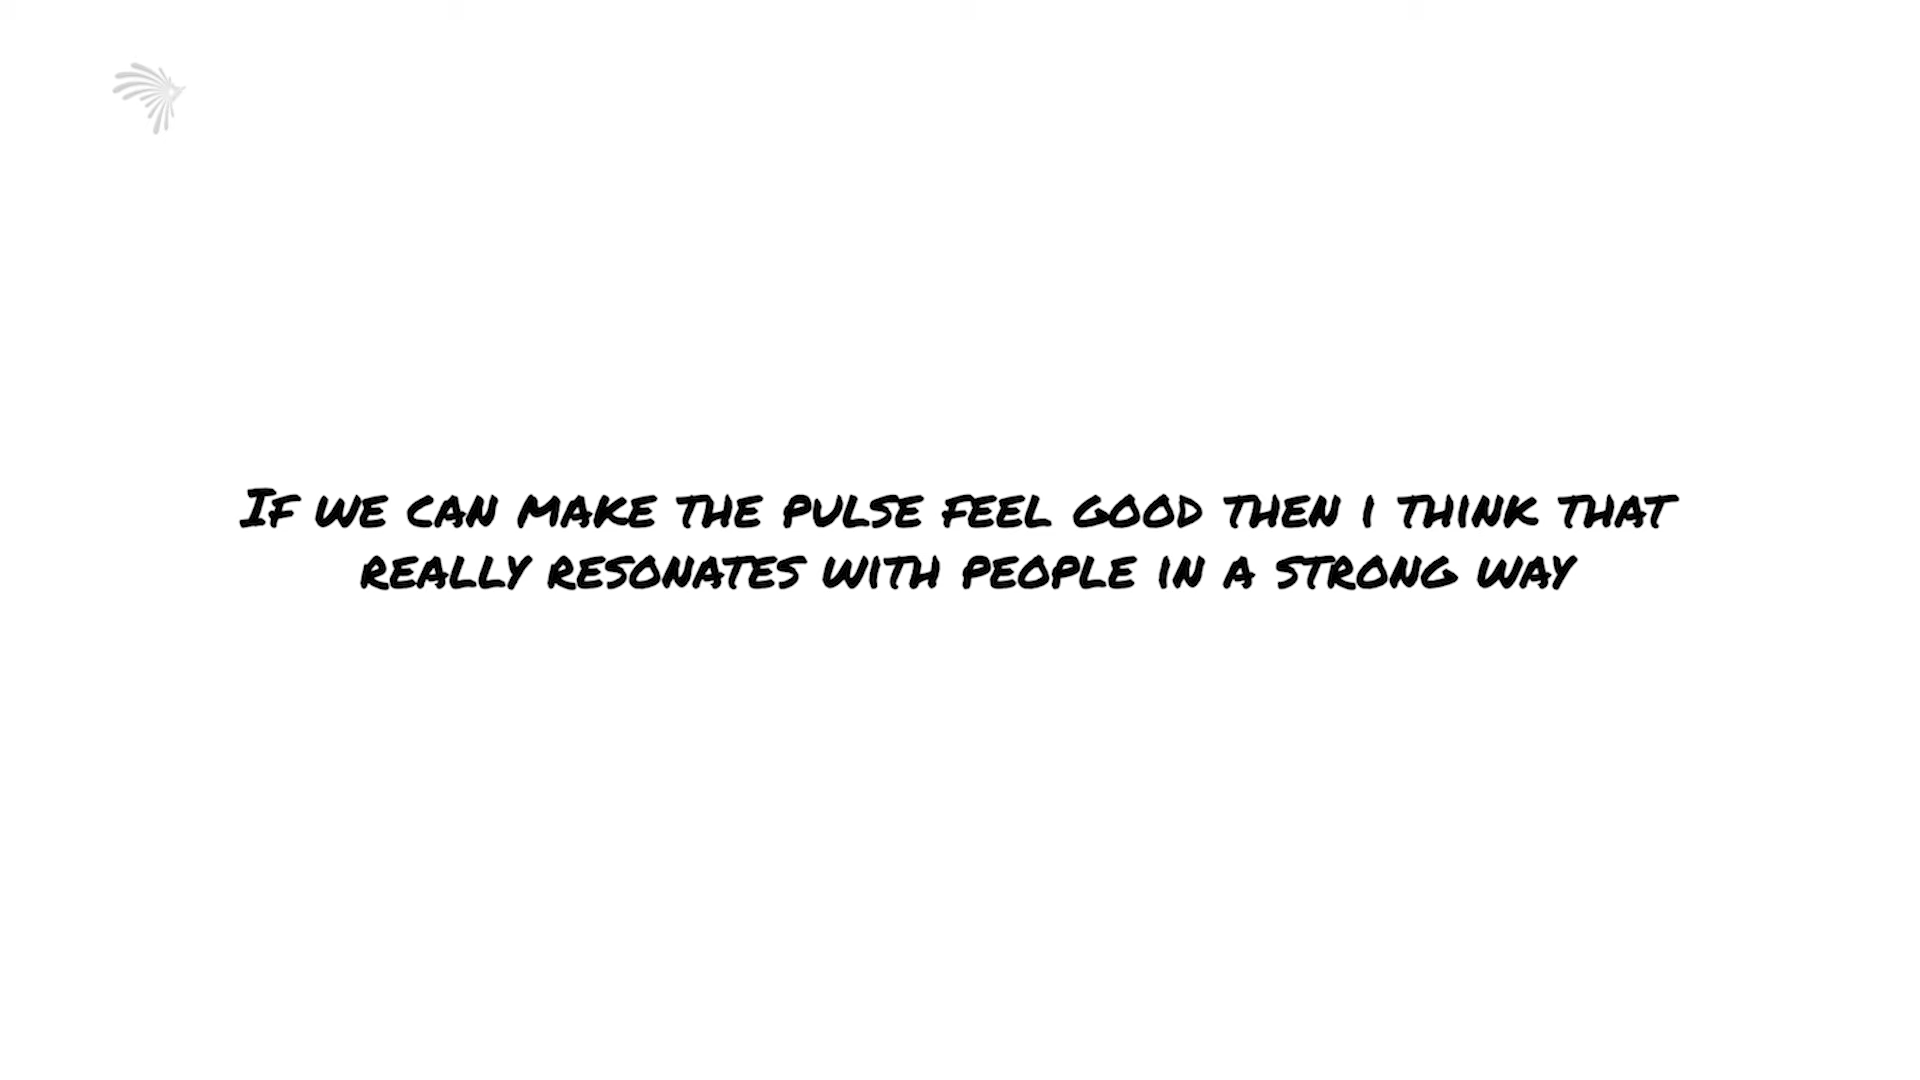 If we can make the pulse feel good then i think that
really resonates with people in a strong way